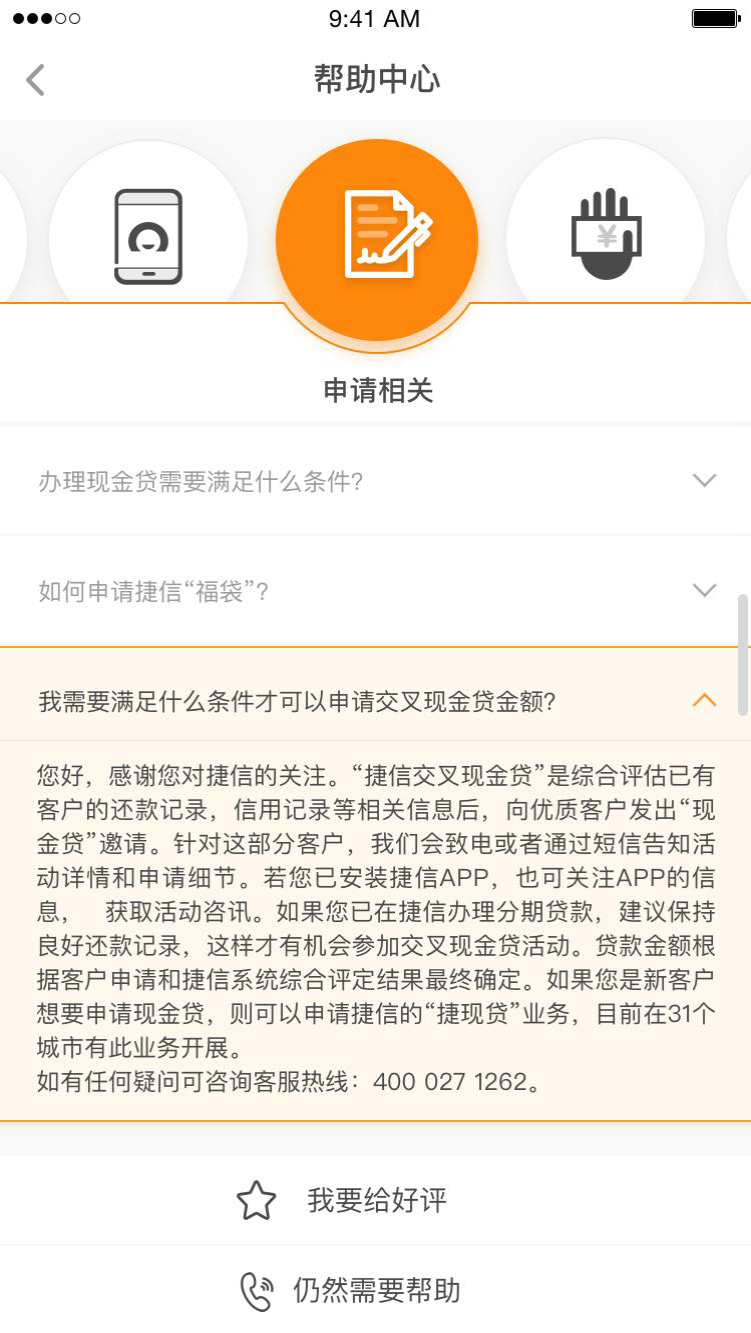 9:41 AM
帮助中心
¥
申请相关
办理现金贷需要满足什么条件?
如何申请捷信“福袋”?
我需要满足什么条件才可以申请交叉现金贷金额?
您好，感谢您对捷信的关注。“捷信交叉现金贷”是综合评估已有
客户的还款记录，信用记录等相关信息后，向优质客户发出“现
金贷”邀请。针对这部分客户，我们会致电或者通过短信告知活
动详情和申请细节。若您已安装捷信APP，也可关注APP的信
息，　获取活动咨讯。如果您已在捷信办理分期贷款，建议保持
良好还款记录，这样才有机会参加交叉现金贷活动。贷款金额根
据客户申请和捷信系统综合评定结果最终确定。如果您是新客户
想要申请现金贷，则可以申请捷信的“捷现贷”业务，目前在31个
城市有此业务开展。
如有任何疑问可咨询客服热线：400 027 1262。
我要给好评
仍然需要帮助